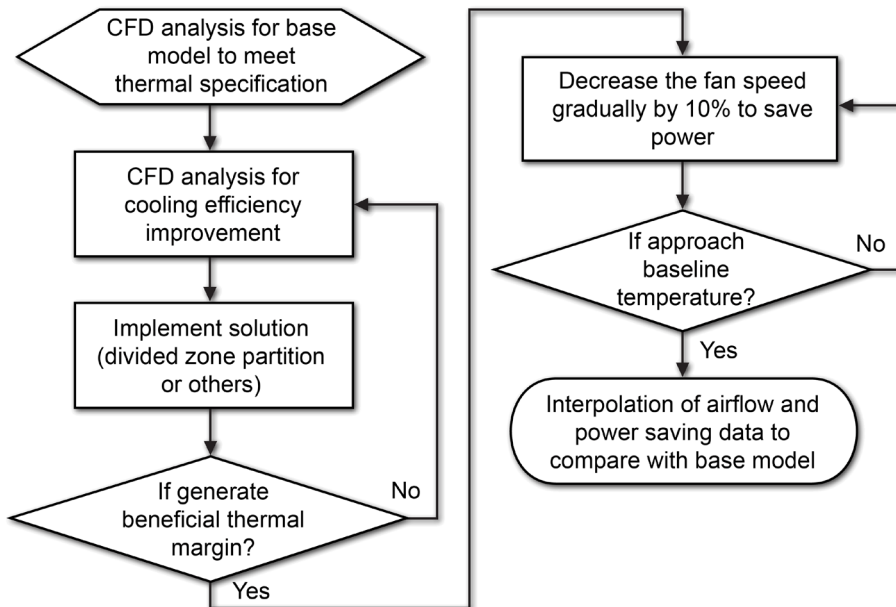 CFD analysis for base
model to meet
thermal specification
CFD analysis for
cooling efficiency
improvement
Implement solution
(divided zone partition
or others)
If generate
beneficial thermal
margin?
No
Yes
Decrease the fan speed
gradually by 10% to save
power
If approach
baseline
temperature?
No
Yes
Interpolation of airflow and
power saving data to
compare with base model